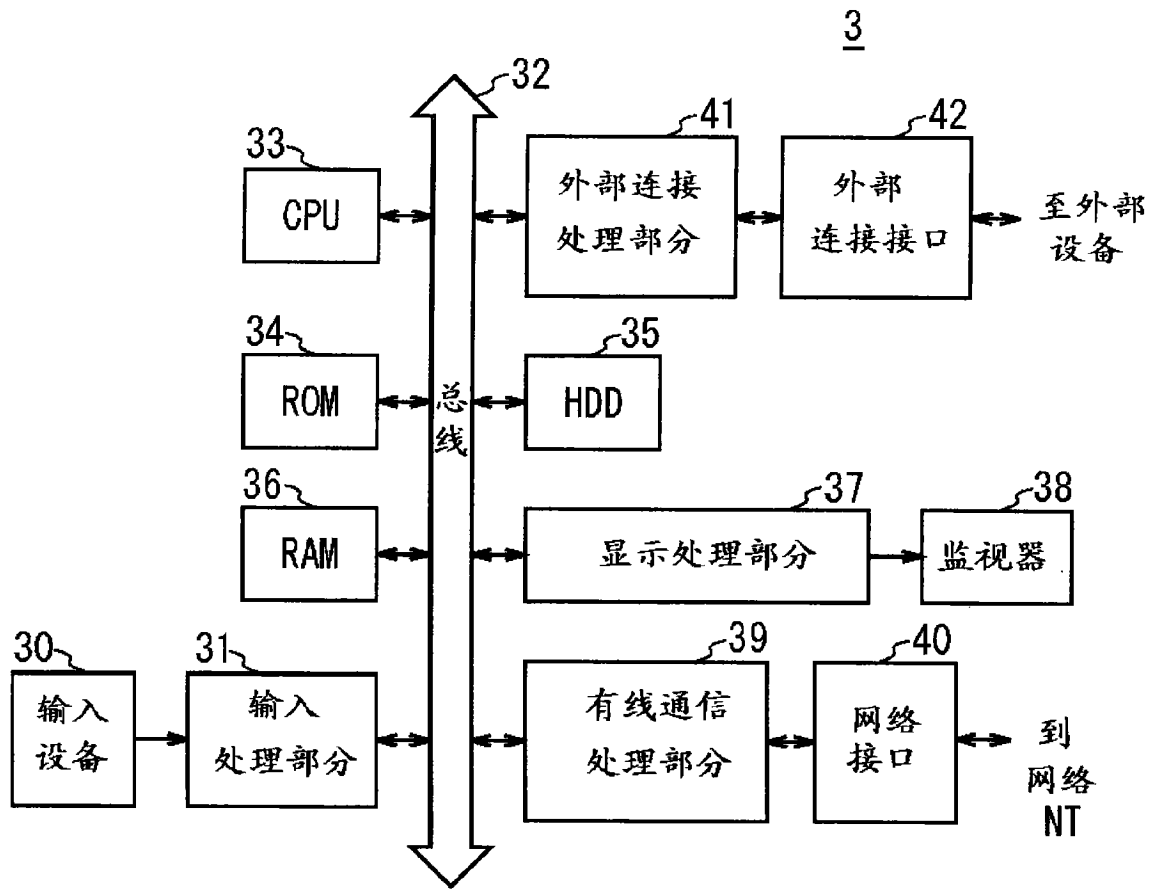 3
32
33
CPU
41
外部连接
处理部分
42
外部
连接接口
至外部
设备
34
ROM
35
HDD
总
线
36
RAM
37
显示处理部分
38
监视器
30
输入
设备
31
输入
处理部分
39
有线通信
处理部分
40
网络
接口
到
网络
NT